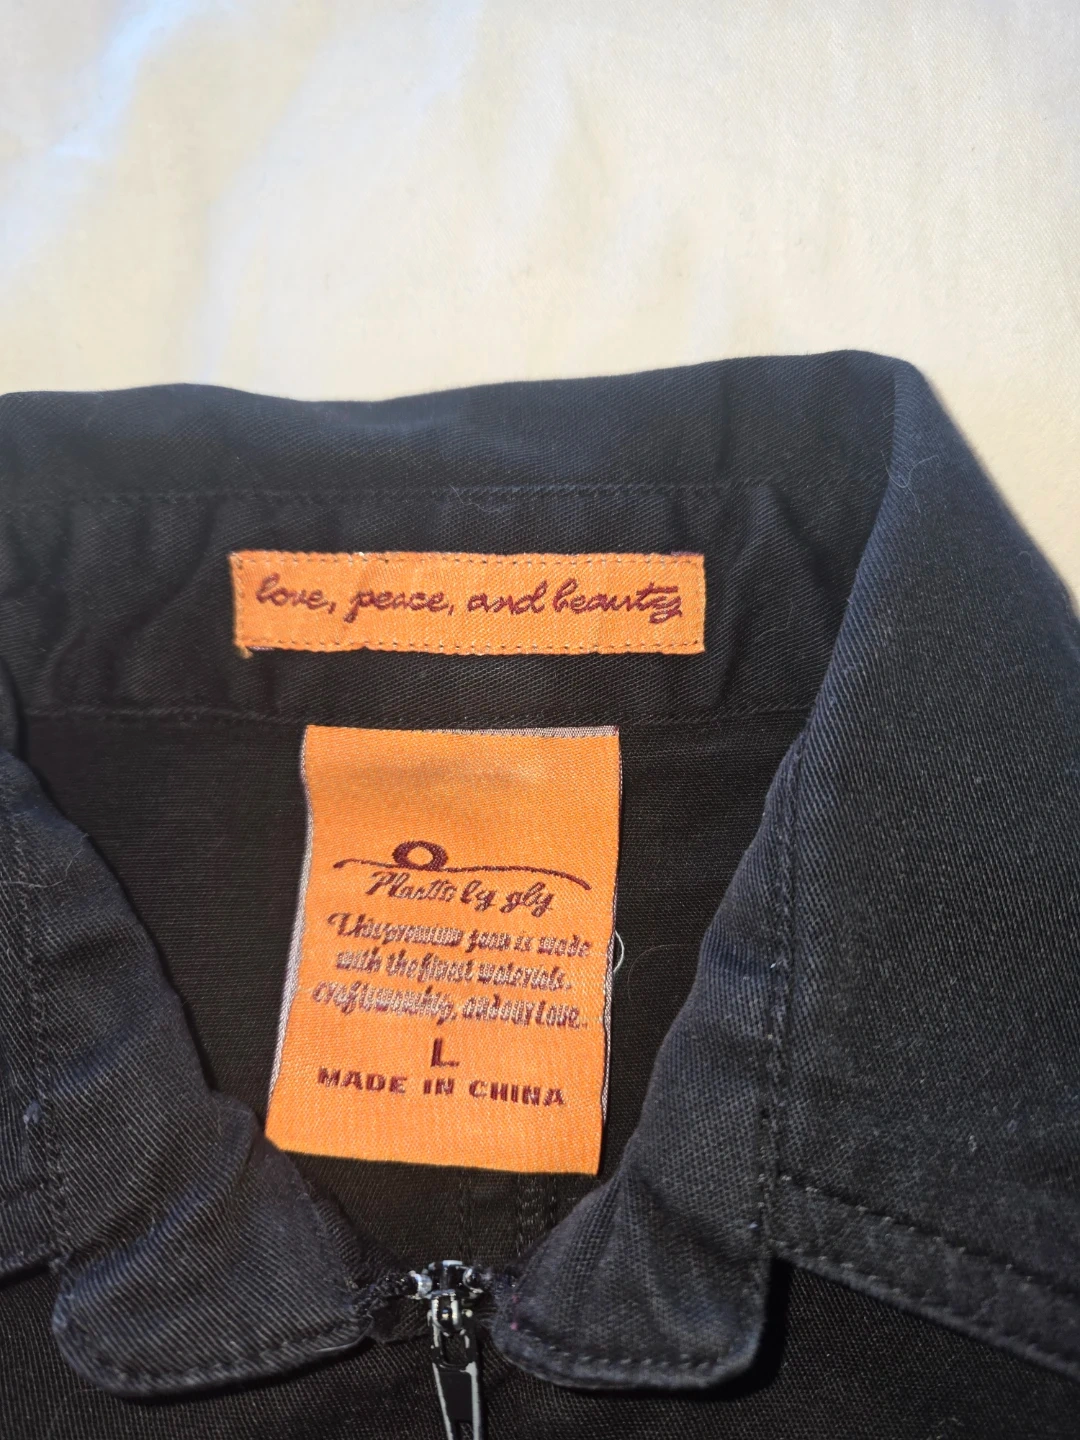 love, peace, and beauty
Plastic by gly
This premium jean is made
with the finest materials,
craftsmanship, and our love.
L
MADE IN CHINA